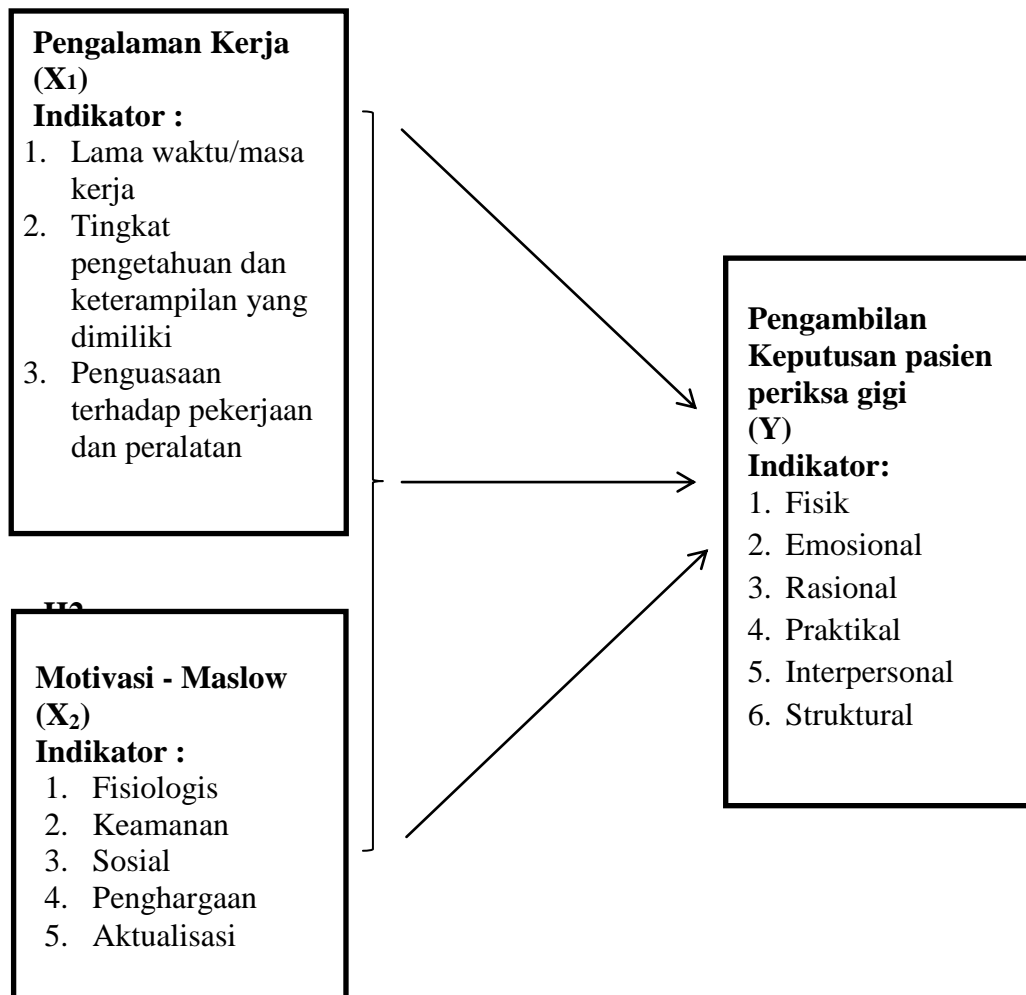 Pengalaman Kerja
(X1)
Indikator :
1. Lama waktu/masa
kerja
2. Tingkat
pengetahuan dan
keterampilan yang
dimiliki
3. Penguasaan
terhadap pekerjaan
dan peralatan
Motivasi - Maslow
(X2)
Indikator :
1. Fisiologis
2. Keamanan
3. Sosial
4. Penghargaan
5. Aktualisasi
Pengambilan
Keputusan pasien
periksa gigi
(Y)
Indikator:
1. Fisik
2. Emosional
3. Rasional
4. Praktikal
5. Interpersonal
6. Struktural